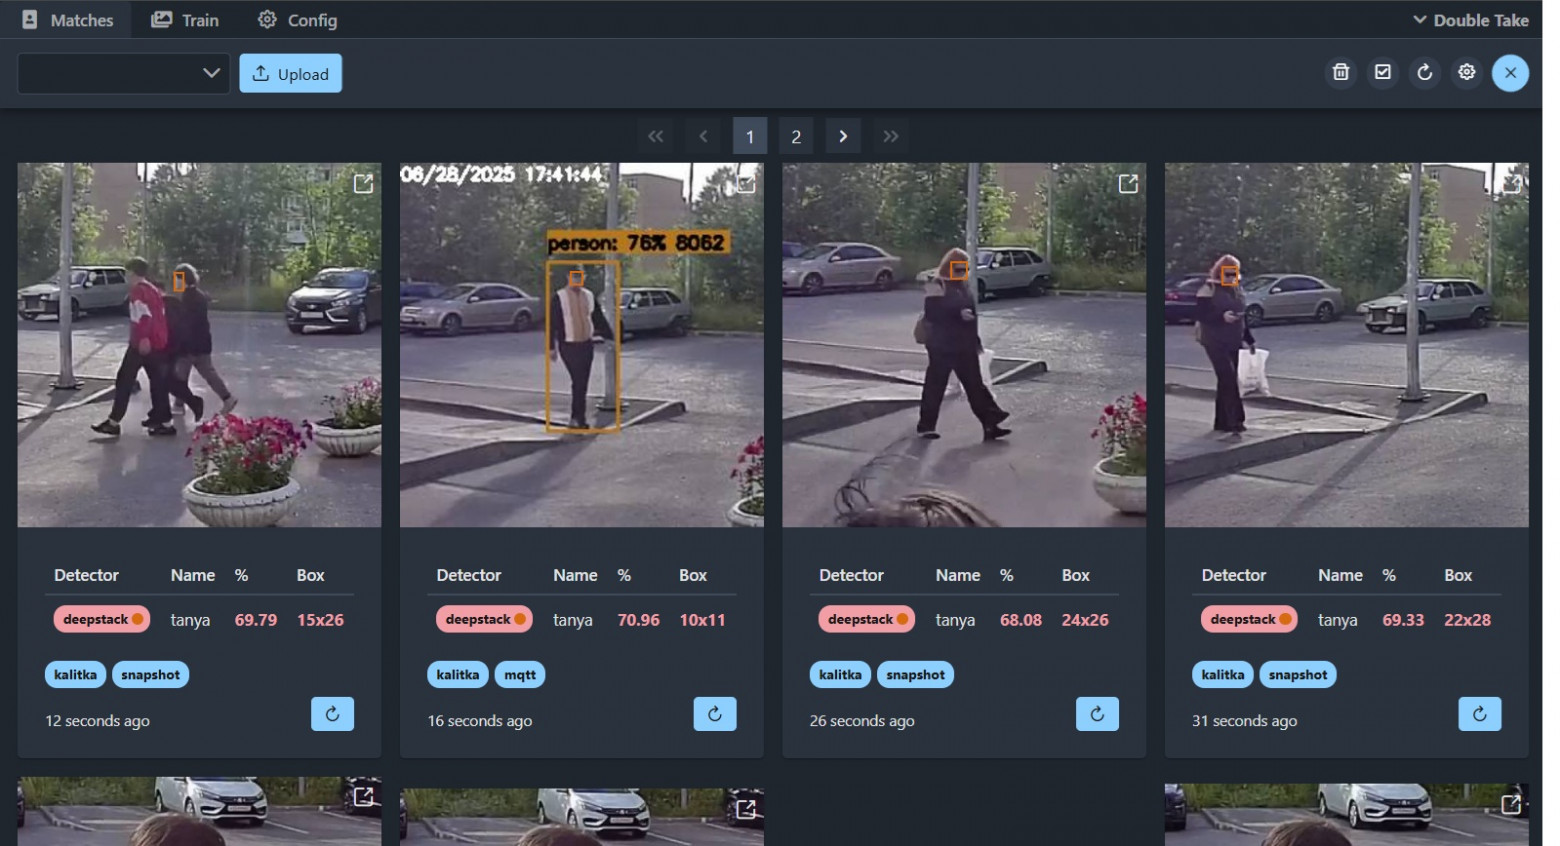 Matches Train Config Double Take
Upload
1 2
06/28/2025 17:41:44
person: 76% 8062
Detector Name % Box
deepstack tanya 69.79 15x26
kalitka snapshot
12 seconds ago
Detector Name % Box
deepstack tanya 70.96 10x11
kalitka mqtt
16 seconds ago
Detector Name % Box
deepstack tanya 68.08 24x26
kalitka snapshot
26 seconds ago
Detector Name % Box
deepstack tanya 69.33 22x28
kalitka snapshot
31 seconds ago